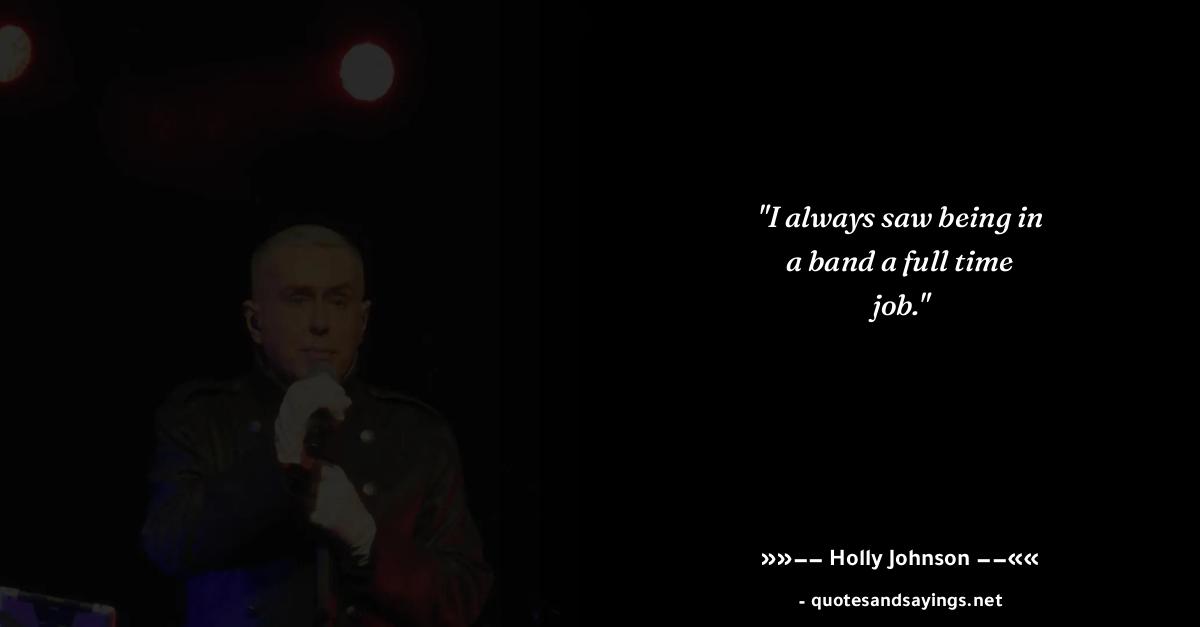 "I always saw being in
a band a full time
job."
»»−− Holly Johnson −−««
- quotesandsayings.net